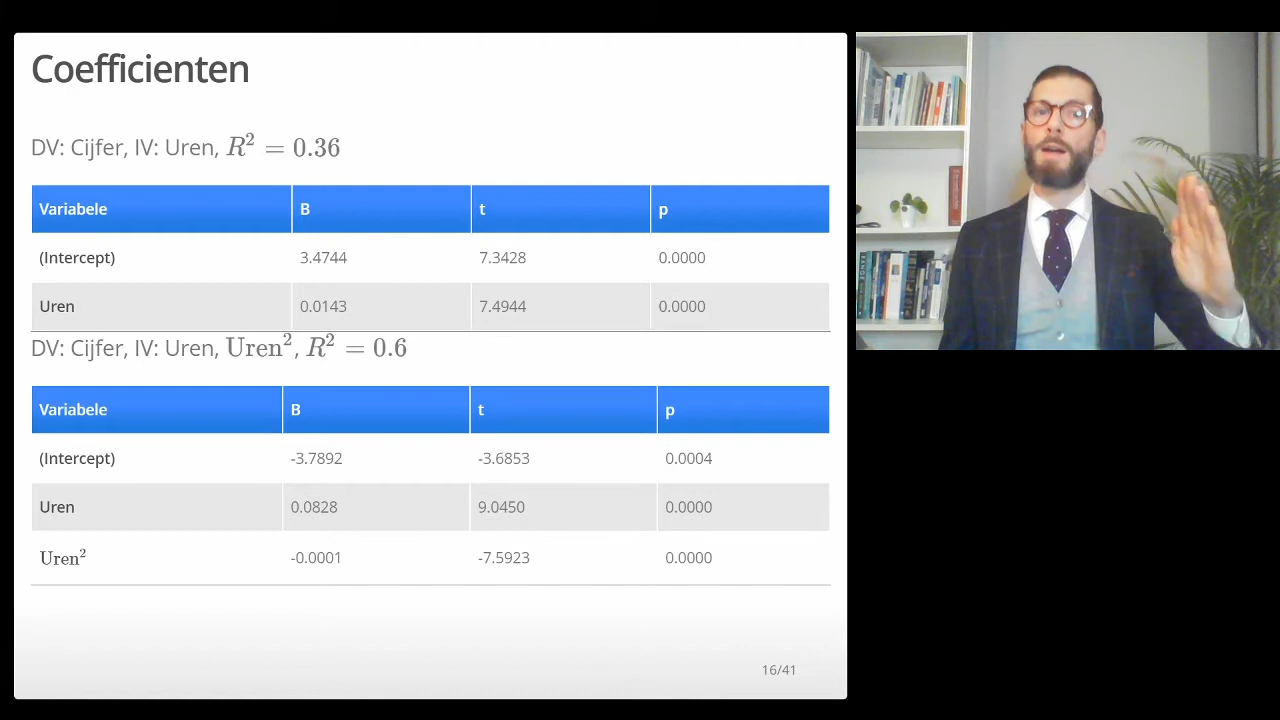 Coefficienten
DV: Cijfer, IV: Uren, R² = 0.36
Variabele B t p
(Intercept) 3.4744 7.3428 0.0000
Uren 0.0143 7.4944 0.0000
DV: Cijfer, IV: Uren, Uren², R² = 0.6
Variabele B t p
(Intercept) -3.7892 -3.6853 0.0004
Uren 0.0828 9.0450 0.0000
Uren² -0.0001 -7.5923 0.0000
16/41